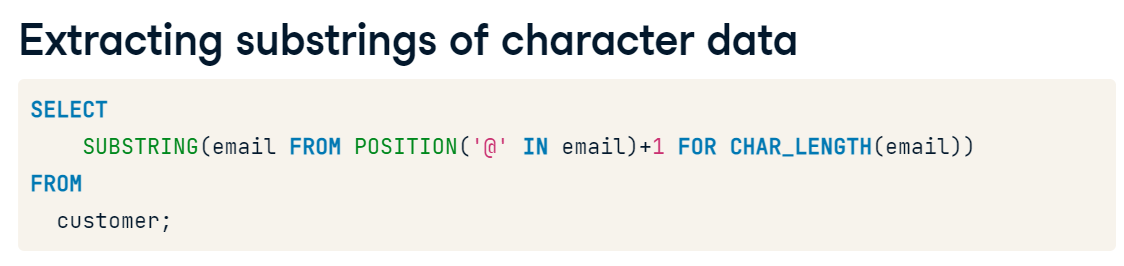 Extracting substrings of character data
SELECT
SUBSTRING(email FROM POSITION('@' IN email)+1 FOR CHAR_LENGTH(email))
FROM
customer;